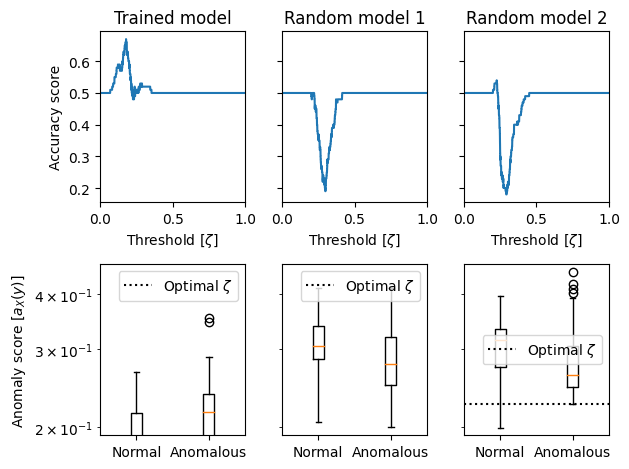 Trained model
Random model 1
Random model 2
Accuracy score
0.6
0.5
0.4
0.3
0.2
0.0
0.5
1.0
0.0
0.5
1.0
0.0
0.5
1.0
Threshold [ζ]
Threshold [ζ]
Threshold [ζ]
Anomaly score [a_X(y)]
4 × 10⁻¹
3 × 10⁻¹
2 × 10⁻¹
Optimal ζ
Optimal ζ
Optimal ζ
Normal
Anomalous
Normal
Anomalous
Normal
Anomalous